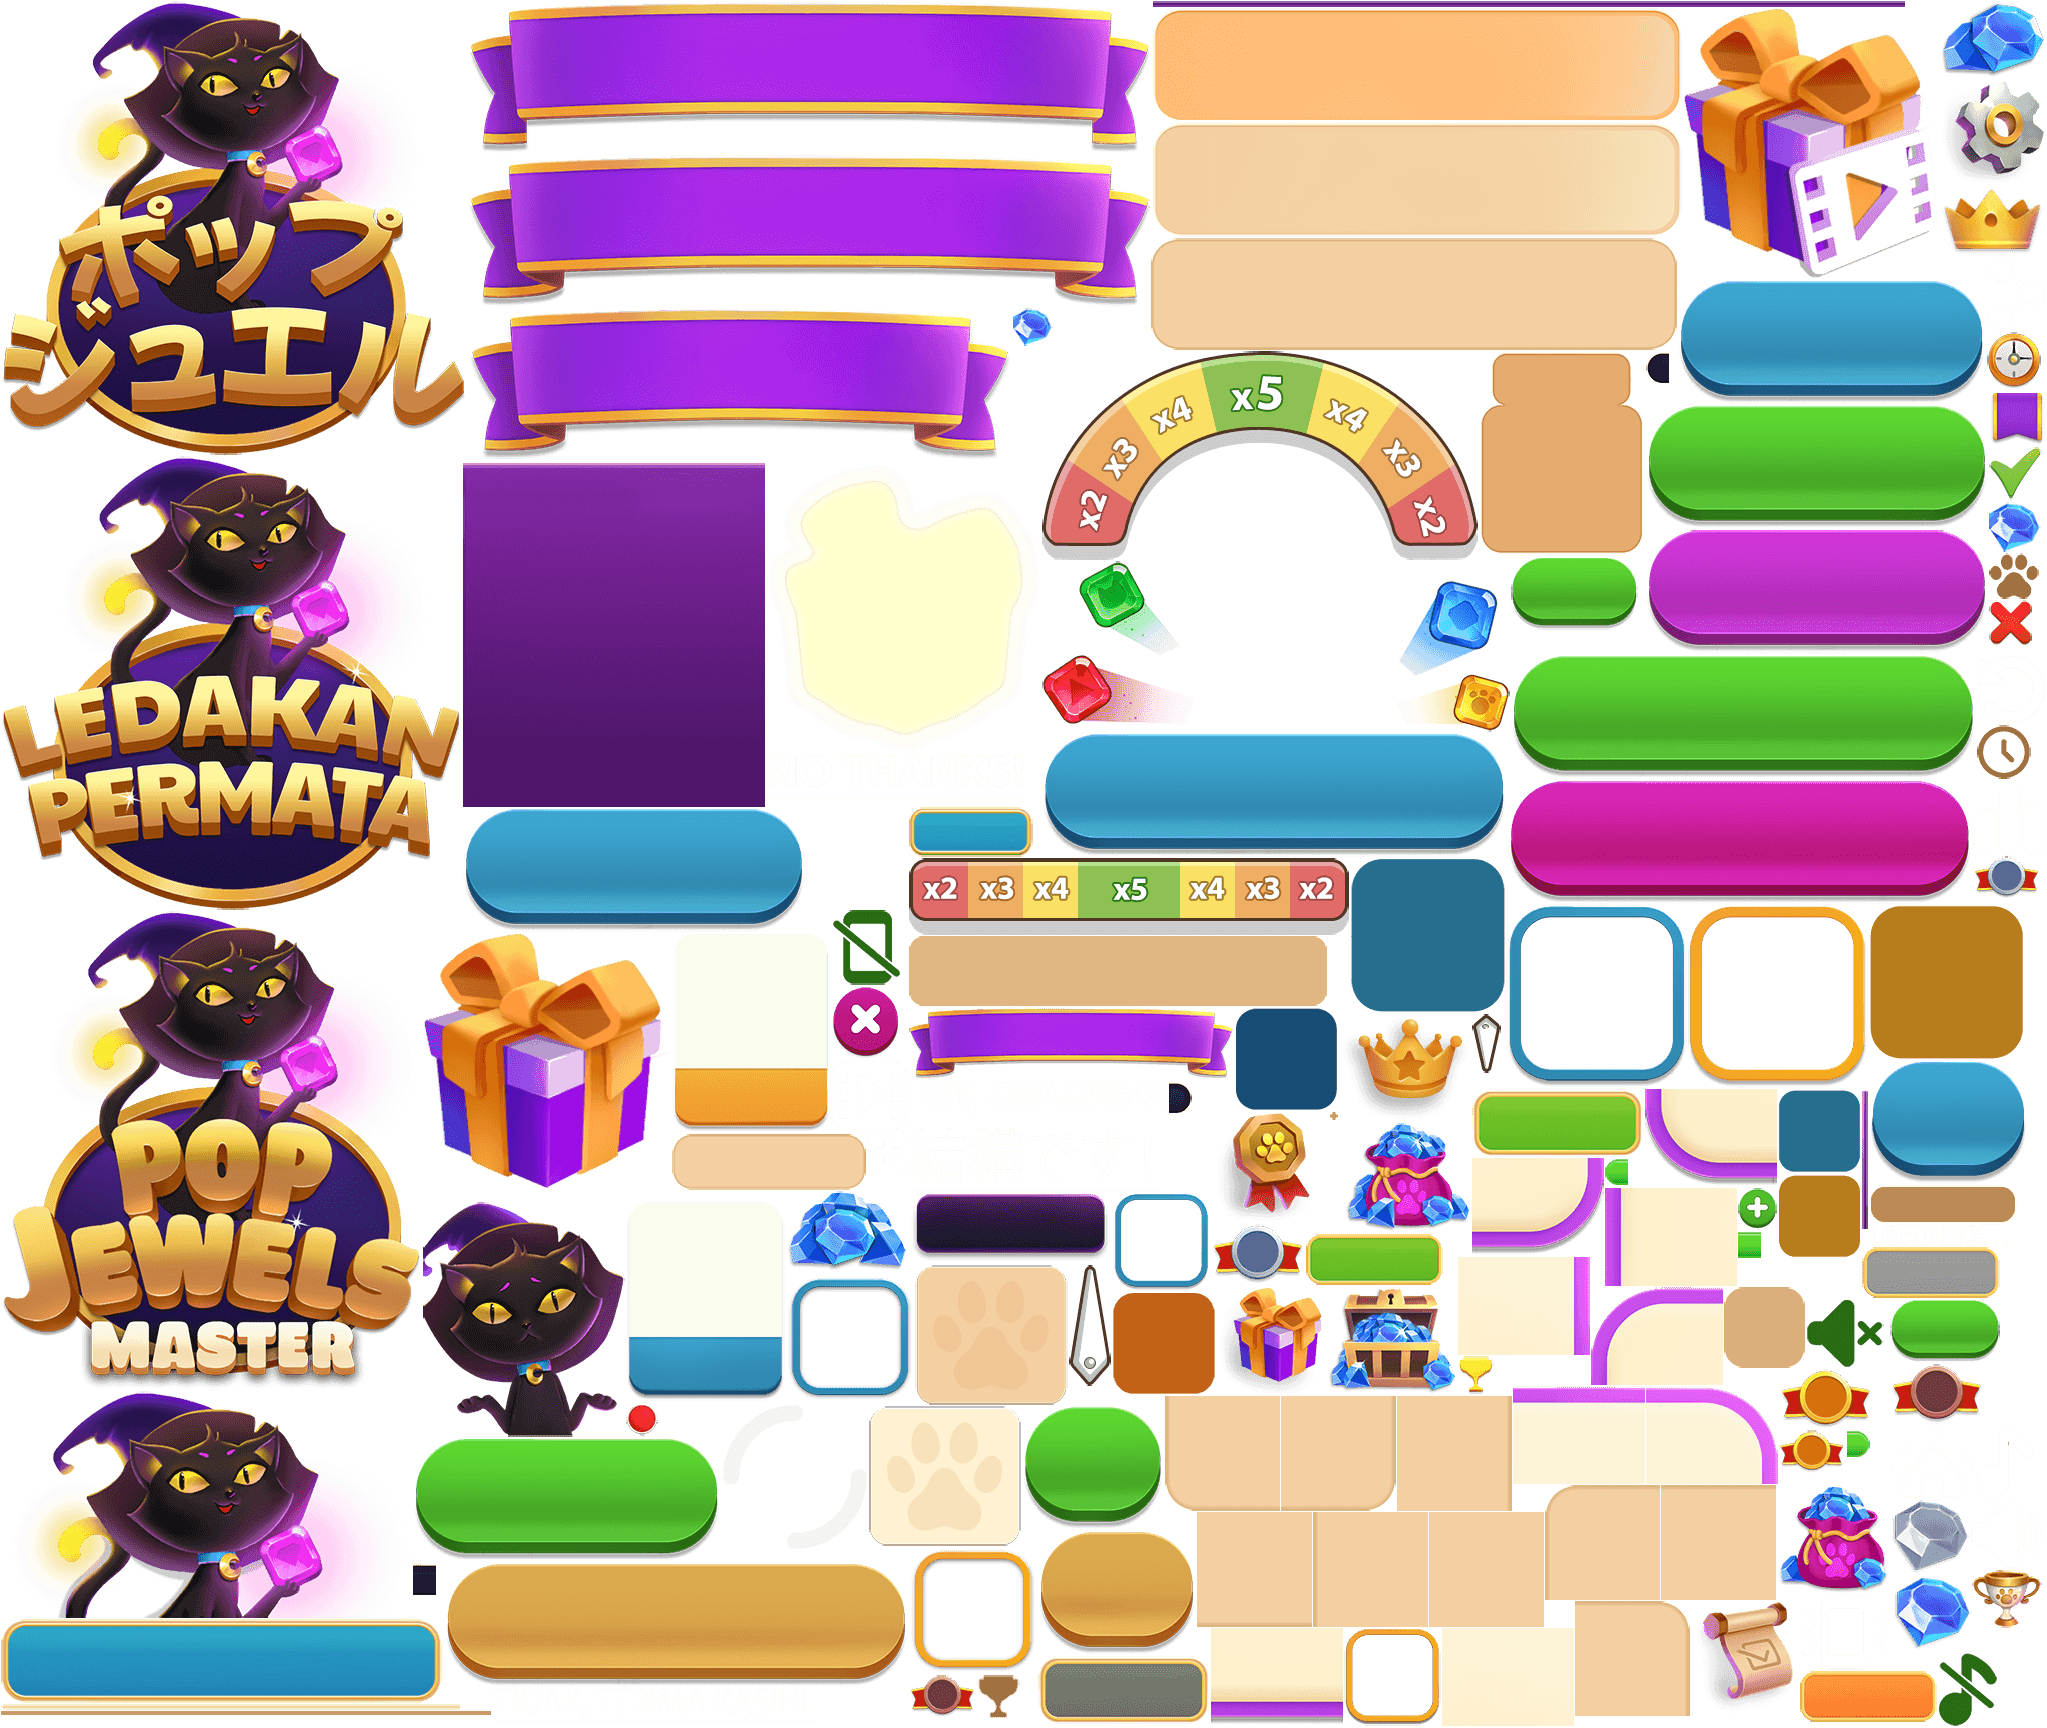 ポップ
ジュエル
x2 x3 x4 x5 x4 x3 x2
LEDAKAN
PERMATA
x2 x3 x4 x5 x4 x3 x2
POP
JEWELS
MASTER